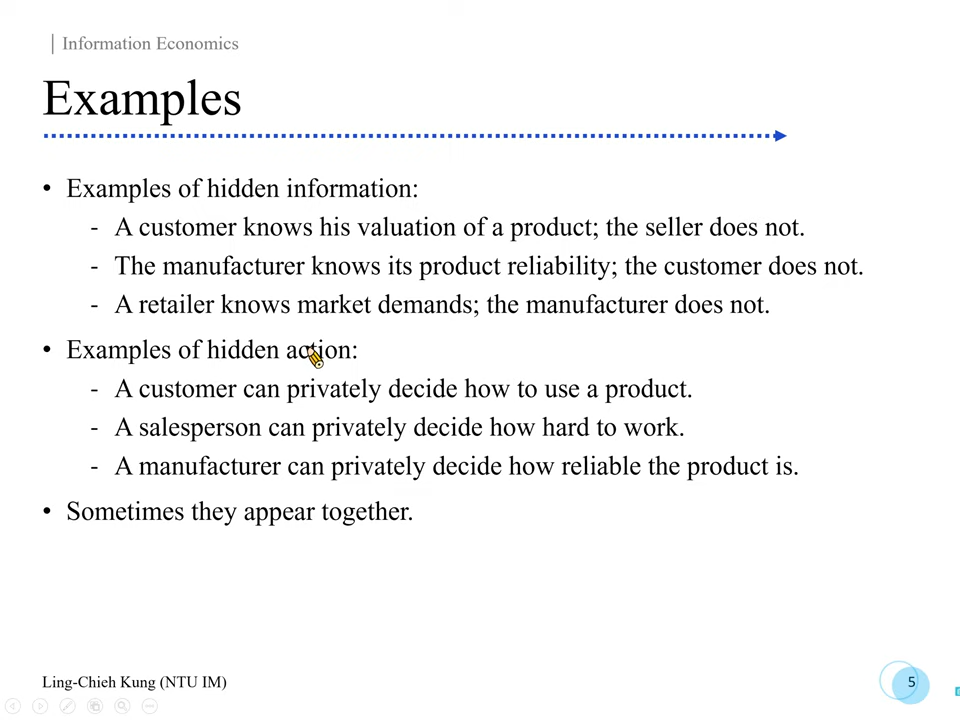 Information Economics
Examples
• Examples of hidden information:
- A customer knows his valuation of a product; the seller does not.
- The manufacturer knows its product reliability; the customer does not.
- A retailer knows market demands; the manufacturer does not.
• Examples of hidden action:
- A customer can privately decide how to use a product.
- A salesperson can privately decide how hard to work.
- A manufacturer can privately decide how reliable the product is.
• Sometimes they appear together.
Ling-Chieh Kung (NTU IM)
5